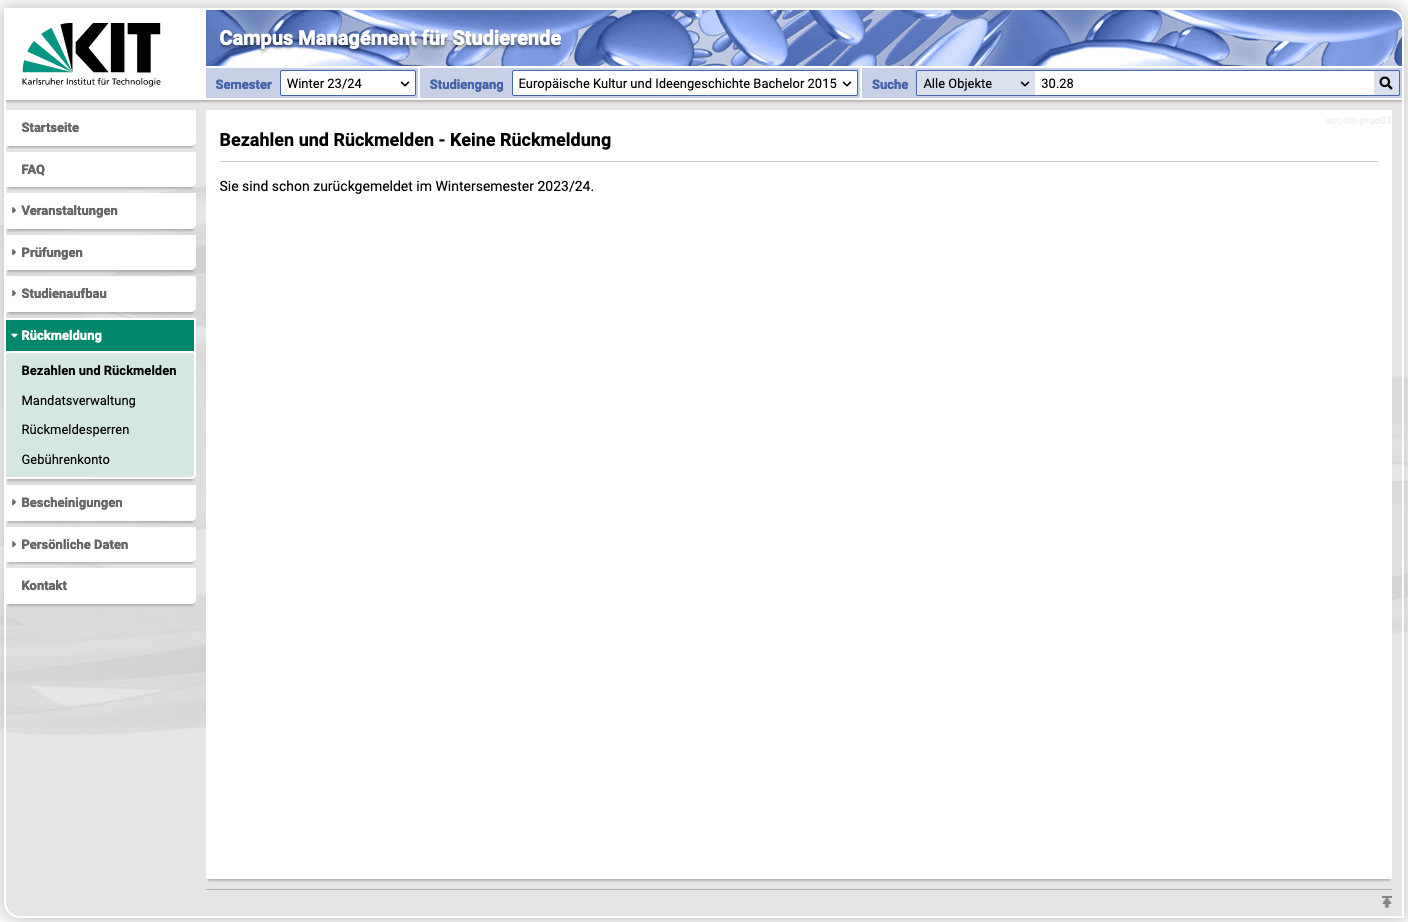 KIT
Karlsruher Institut für Technologie
Campus Management für Studierende
Semester Winter 23/24 Studiengang Europäische Kultur und Ideengeschichte Bachelor 2015 Suche Alle Objekte 30.28
scc-his-prod03
Startseite
FAQ
Veranstaltungen
Prüfungen
Studienaufbau
Rückmeldung
Bezahlen und Rückmelden
Mandatsverwaltung
Rückmeldesperren
Gebührenkonto
Bescheinigungen
Persönliche Daten
Kontakt
Bezahlen und Rückmelden - Keine Rückmeldung
Sie sind schon zurückgemeldet im Wintersemester 2023/24.